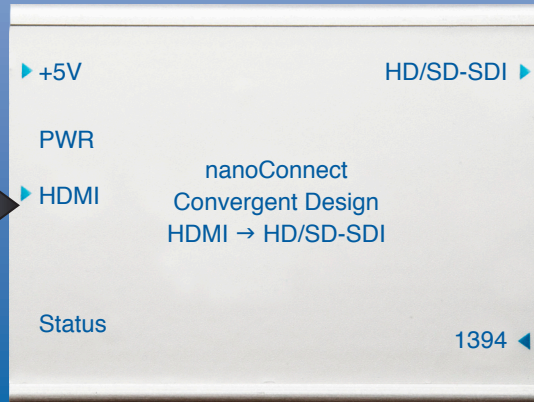 +5V
HD/SD-SDI
PWR
HDMI
nanoConnect
Convergent Design
HDMI → HD/SD-SDI
Status
1394